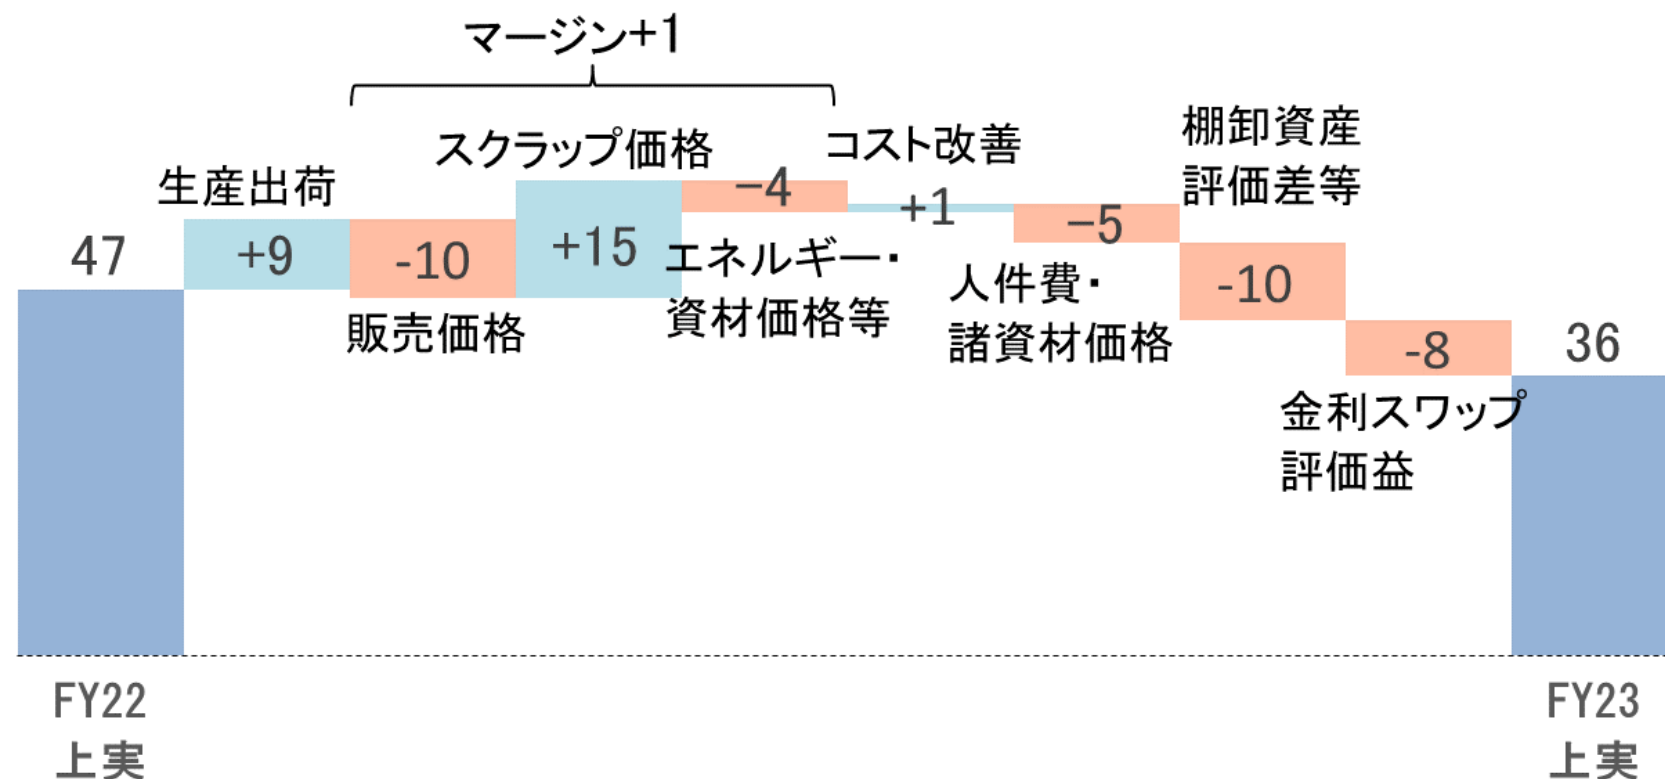 マージン+1
スクラップ価格
コスト改善
棚卸資産
評価差等
生産出荷
47
+9
-10
+15
−4
+1
−5
-10
-8
36
販売価格
エネルギー・
資材価格等
人件費・
諸資材価格
金利スワップ
評価益
FY22
上実
FY23
上実